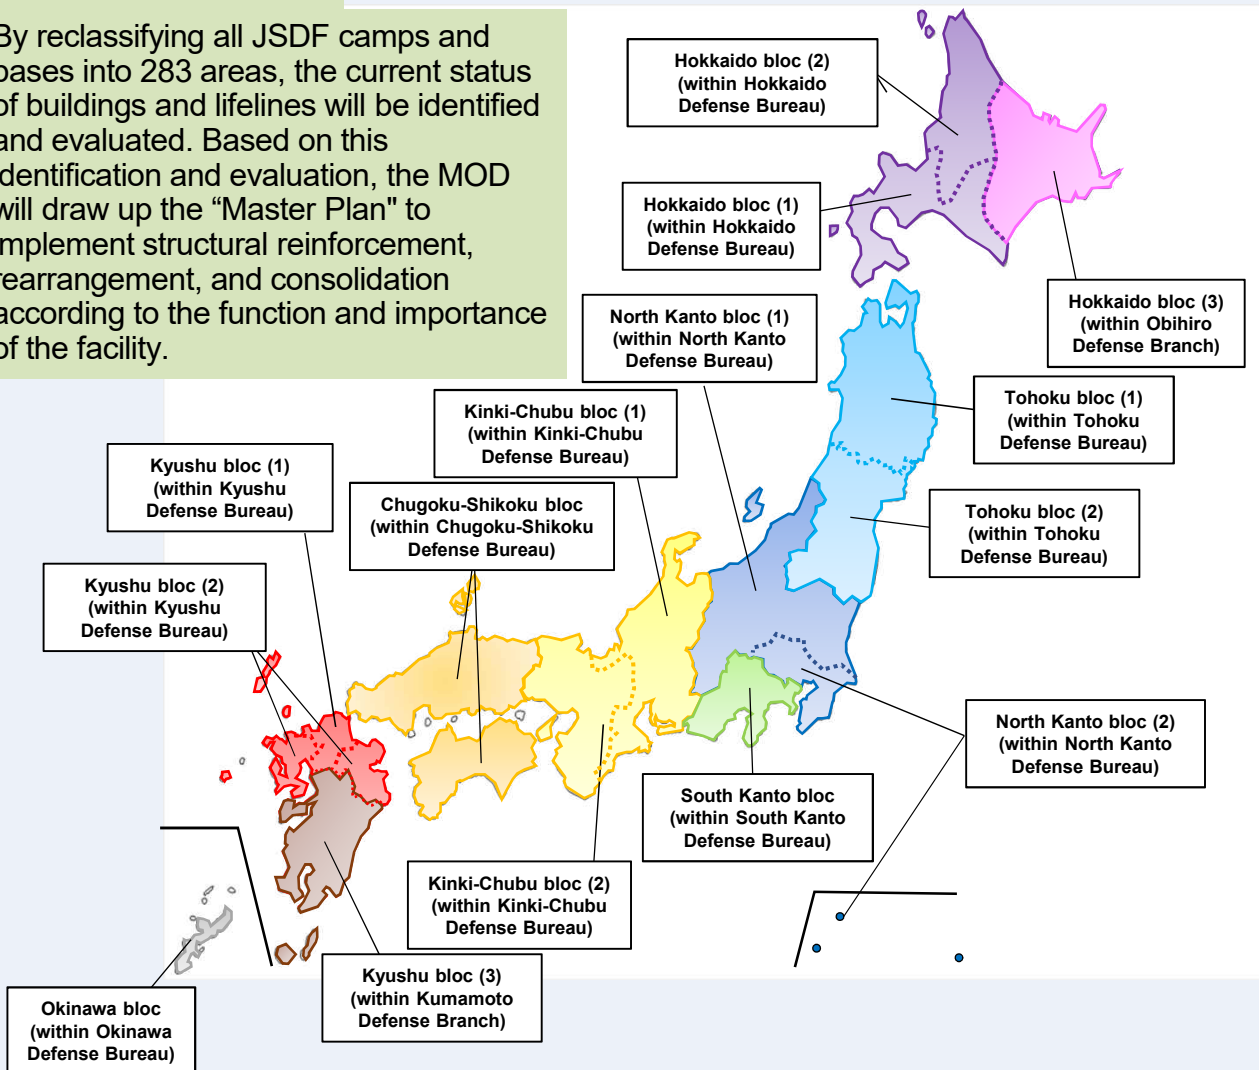 By reclassifying all JSDF camps and
bases into 283 areas, the current status
of buildings and lifelines will be identified
and evaluated. Based on this
identification and evaluation, the MOD
will draw up the “Master Plan" to
implement structural reinforcement,
rearrangement, and consolidation
according to the function and importance
of the facility.
Hokkaido bloc (2)
(within Hokkaido
Defense Bureau)
Hokkaido bloc (1)
(within Hokkaido
Defense Bureau)
Hokkaido bloc (3)
(within Obihiro
Defense Branch)
North Kanto bloc (1)
(within North Kanto
Defense Bureau)
Tohoku bloc (1)
(within Tohoku
Defense Bureau)
Kinki-Chubu bloc (1)
(within Kinki-Chubu
Defense Bureau)
Kyushu bloc (1)
(within Kyushu
Defense Bureau)
Chugoku-Shikoku bloc
(within Chugoku-Shikoku
Defense Bureau)
Tohoku bloc (2)
(within Tohoku
Defense Bureau)
Kyushu bloc (2)
(within Kyushu
Defense Bureau)
North Kanto bloc (2)
(within North Kanto
Defense Bureau)
South Kanto bloc
(within South Kanto
Defense Bureau)
Kinki-Chubu bloc (2)
(within Kinki-Chubu
Defense Bureau)
Kyushu bloc (3)
(within Kumamoto
Defense Branch)
Okinawa bloc
(within Okinawa
Defense Bureau)